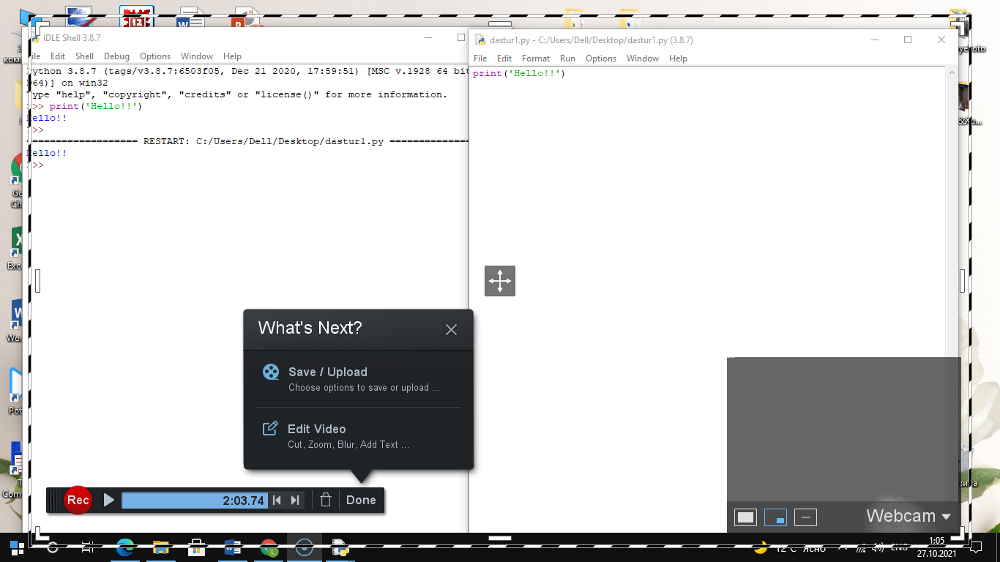 IDLE Shell 3.8.7
ile Edit Shell Debug Options Window Help
ython 3.8.7 (tags/v3.8.7:6503f05, Dec 21 2020, 17:59:51) [MSC v.1928 64 bit
D64)] on win32
ype "help", "copyright", "credits" or "license()" for more information.
>> print('Hello!!')
ello!!
>>
================== RESTART: C:/Users/Dell/Desktop/dastur1.py ==============
ello!!
>>
dastur1.py - C:/Users/Dell/Desktop/dastur1.py (3.8.7)
File Edit Format Run Options Window Help
print('Hello!!')
What's Next?
Save / Upload
Choose options to save or upload ...
Edit Video
Cut, Zoom, Blur, Add Text ...
Rec 2:03.74 Done
Webcam
12°C ЯСНО ENG
1:05
27.10.2021